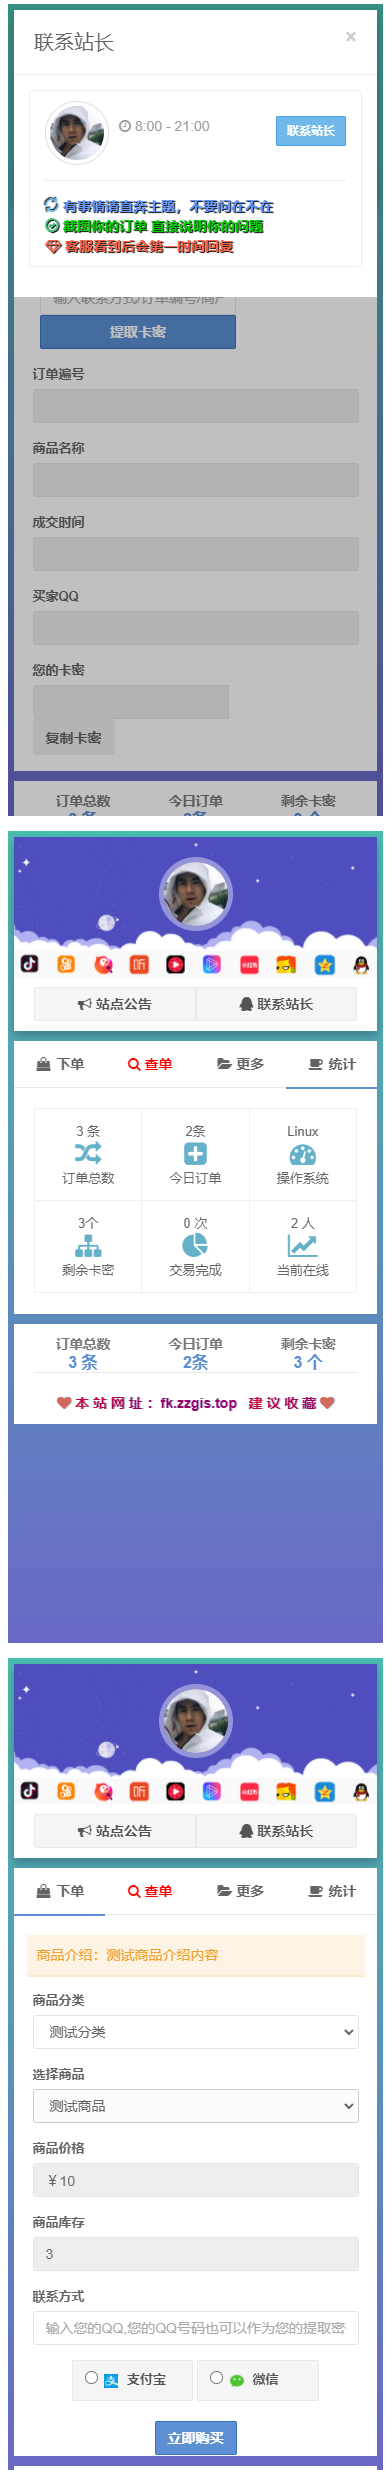 联系站长
×
8:00 - 21:00
联系站长
有事情请直奔主题，不要问在不在
截图你的订单 直接说明你的问题
客服看到后会第一时间回复
输入联系方式/订单编号/商户
提取卡密
订单遍号
商品名称
成交时间
买家QQ
您的卡密
复制卡密
订单总数 今日订单 剩余卡密
听 小红书
站点公告 联系站长
下单 查单 更多 统计
3 条 2条 Linux
订单总数 今日订单 操作系统
3个 0 次 2 人
剩余卡密 交易完成 当前在线
订单总数 今日订单 剩余卡密
3 条 2条 3 个
本站网址：fk.zzgis.top 建议收藏
听 小红书
站点公告 联系站长
下单 查单 更多 统计
商品介绍：测试商品介绍内容
商品分类
测试分类
选择商品
测试商品
商品价格
￥10
商品库存
3
联系方式
输入您的QQ,您的QQ号码也可以作为您的提取密
支付宝 微信
立即购买